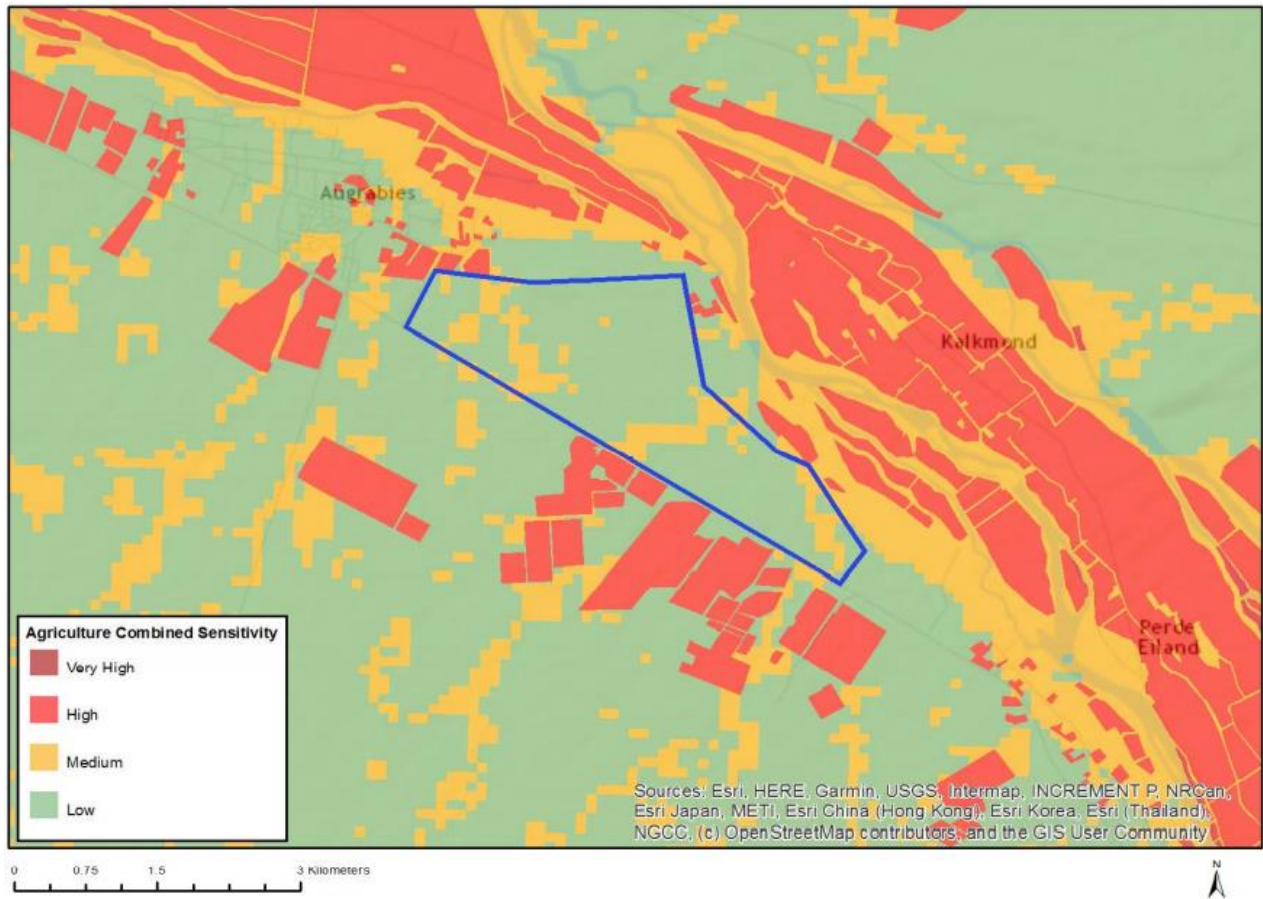 Augrabies
Kalkmond
Perde
Eiland
Agriculture Combined Sensitivity
Very High
High
Medium
Low
Sources: Esri, HERE, Garmin, USGS, Intermap, INCREMENT P, NRCan,
Esri Japan, METI, Esri China (Hong Kong), Esri Korea, Esri (Thailand),
NGCC, (c) OpenStreetMap contributors, and the GIS User Community
0 0.75 1.5 3 Kilometers
N